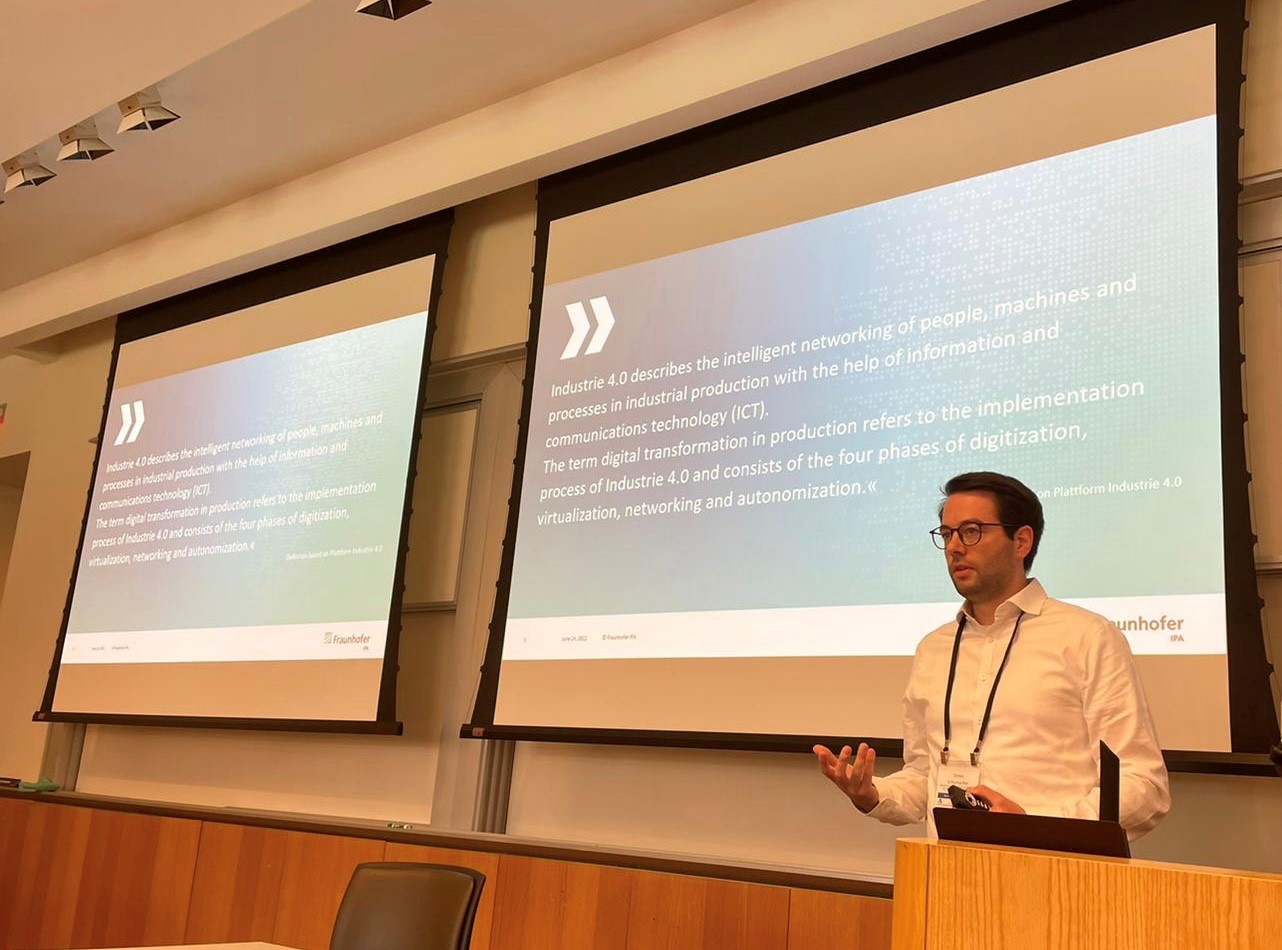 Industrie 4.0 describes the intelligent networking of people, machines and
processes in industrial production with the help of information and
communications technology (ICT).
The term digital transformation in production refers to the implementation
process of Industrie 4.0 and consists of the four phases of digitization,
virtualization, networking and autonomization.«
Definition based on Plattform Industrie 4.0
Fraunhofer
IPA
Industrie 4.0 describes the intelligent networking of people, machines and
processes in industrial production with the help of information and
communications technology (ICT).
The term digital transformation in production refers to the implementation
process of Industrie 4.0 and consists of the four phases of digitization,
virtualization, networking and autonomization.«
on Plattform Industrie 4.0
© Fraunhofer IPA
aunhofer
IPA